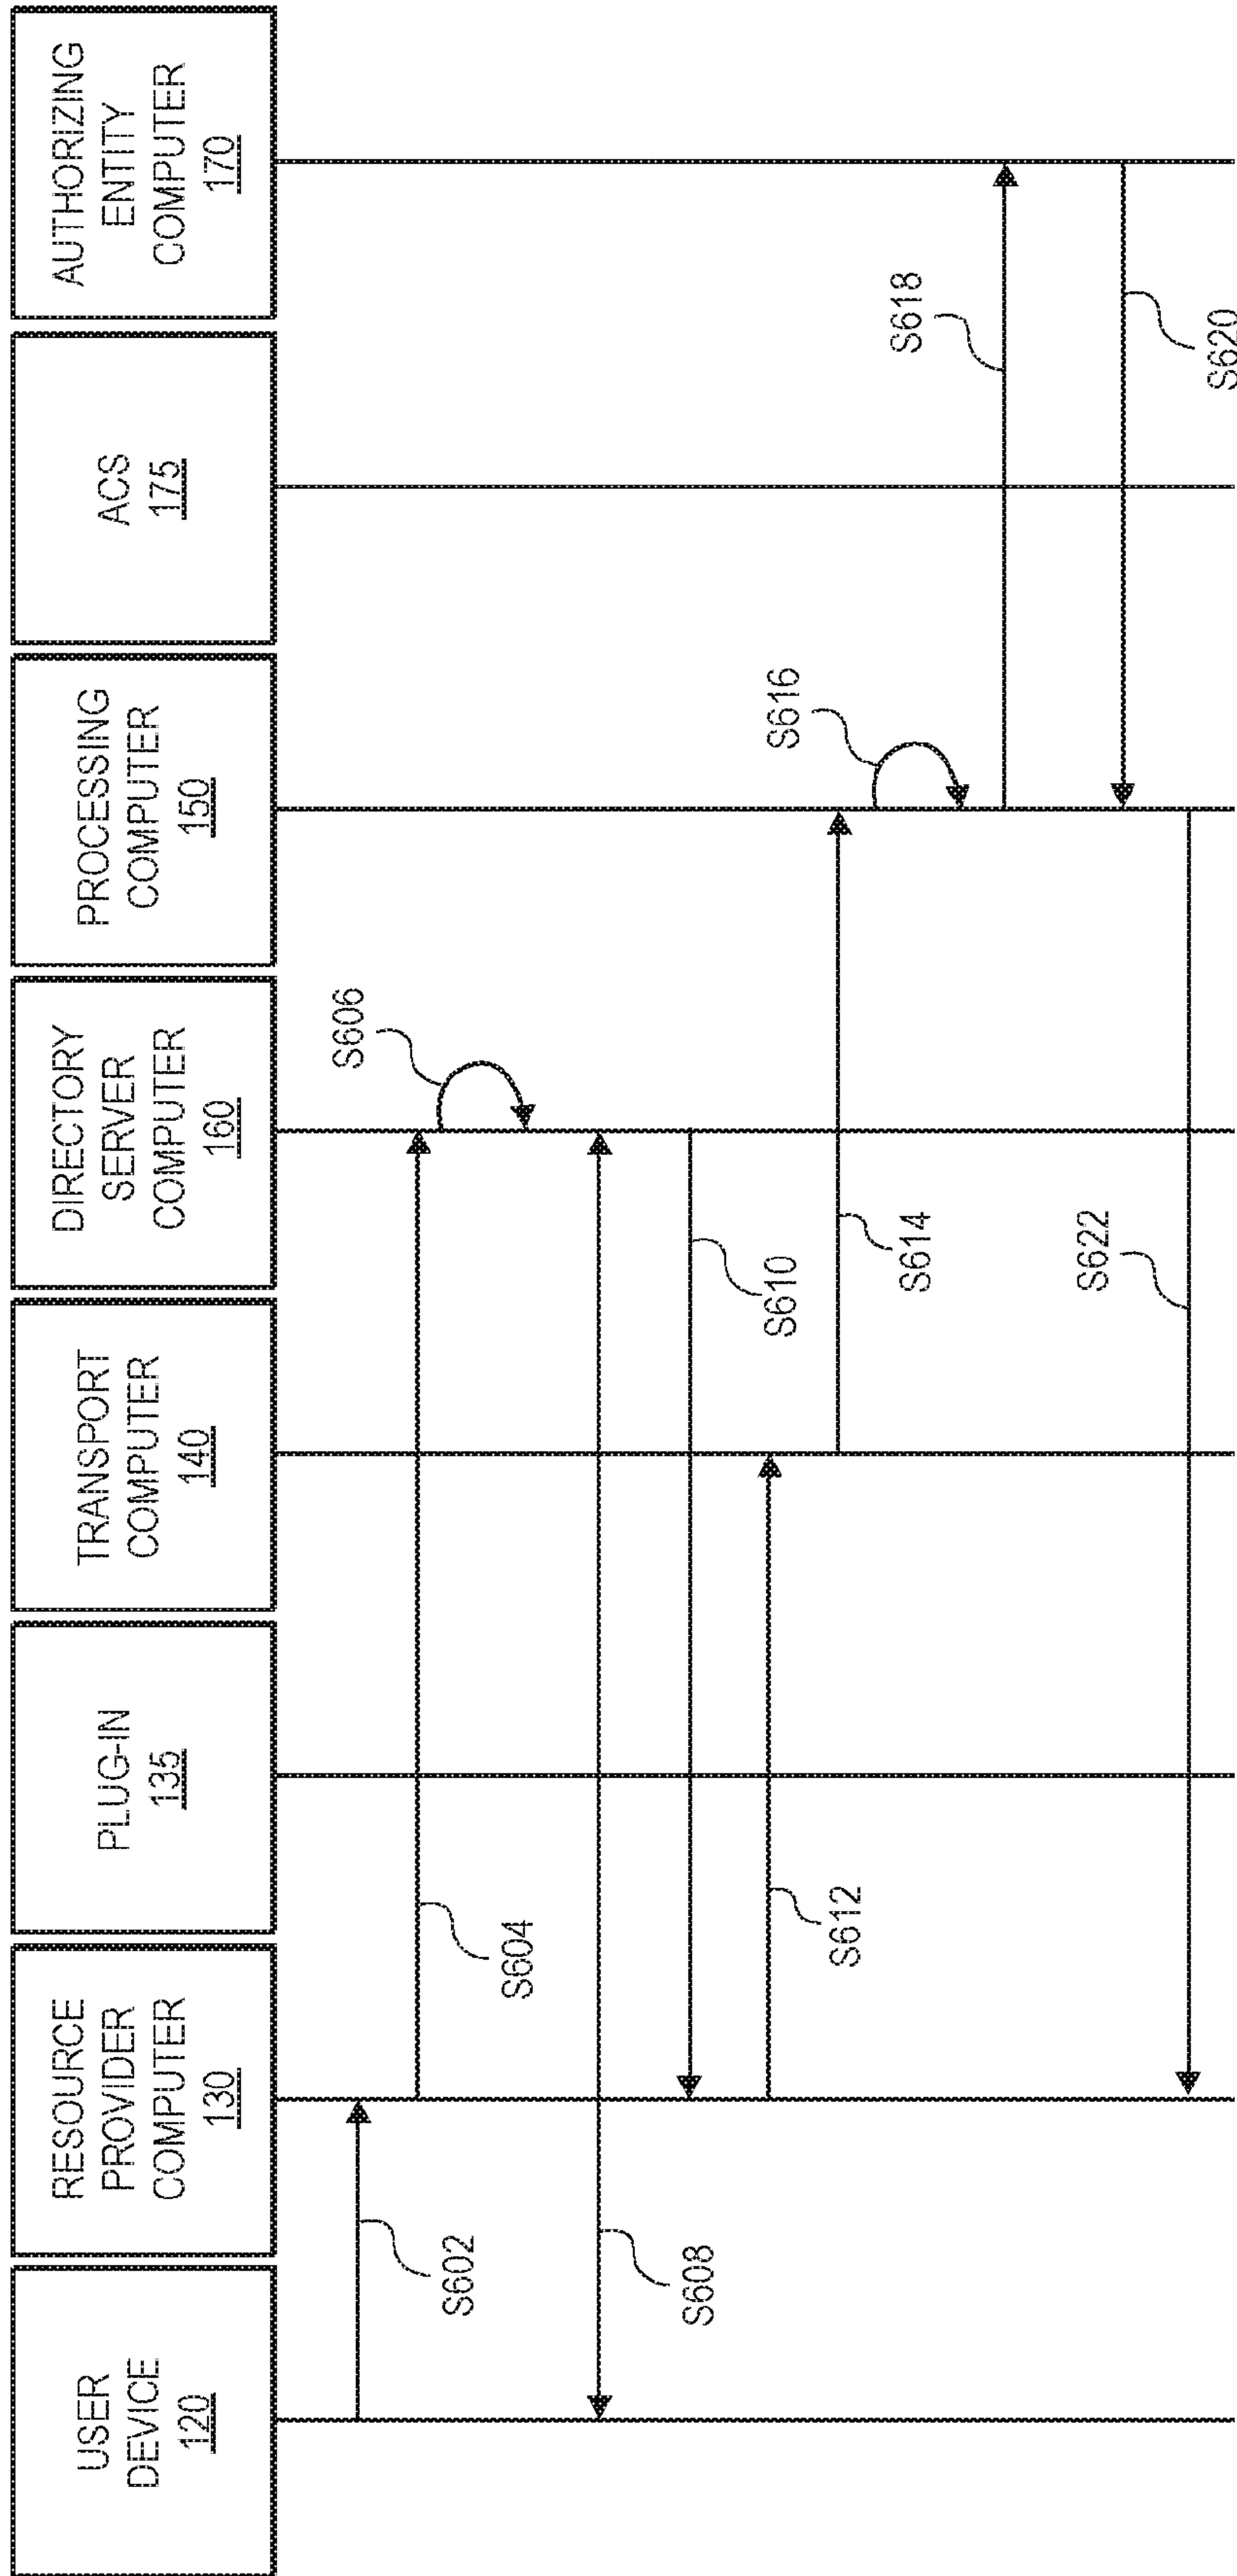 USER
DEVICE
120
RESOURCE
PROVIDER
COMPUTER
130
PLUG-IN
135
TRANSPORT
COMPUTER
140
DIRECTORY
SERVER
COMPUTER
160
PROCESSING
COMPUTER
150
ACS
175
AUTHORIZING
ENTITY
COMPUTER
170
S602
S604
S606
S608
S610
S612
S614
S616
S618
S620
S622